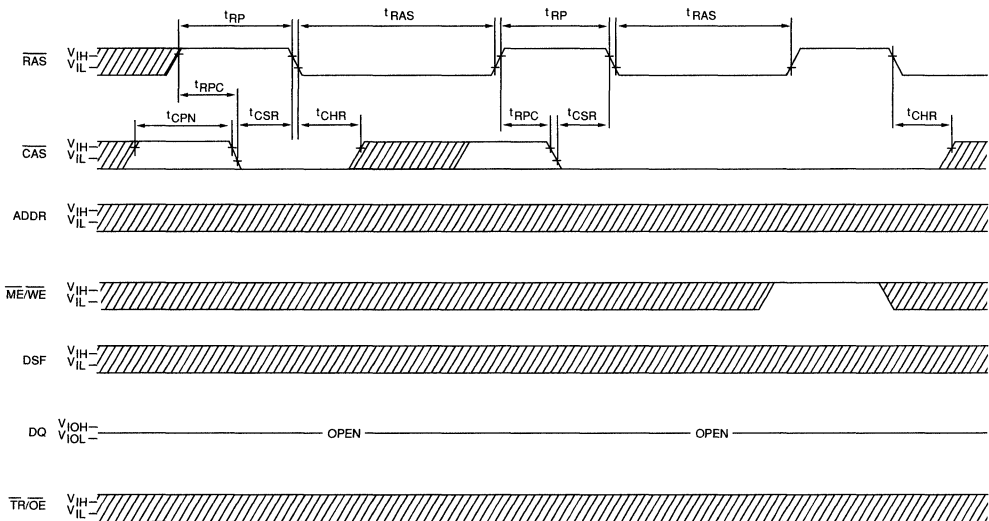 tRP tRAS tRP tRAS
RAS VIH VIL
tRPC
tCPN tCSR tCHR tRPC tCSR tCHR
CAS VIH VIL
ADDR VIH VIL
ME/WE VIH VIL
DSF VIH VIL
DQ VIOH VIOL OPEN OPEN
TR/OE VIH VIL